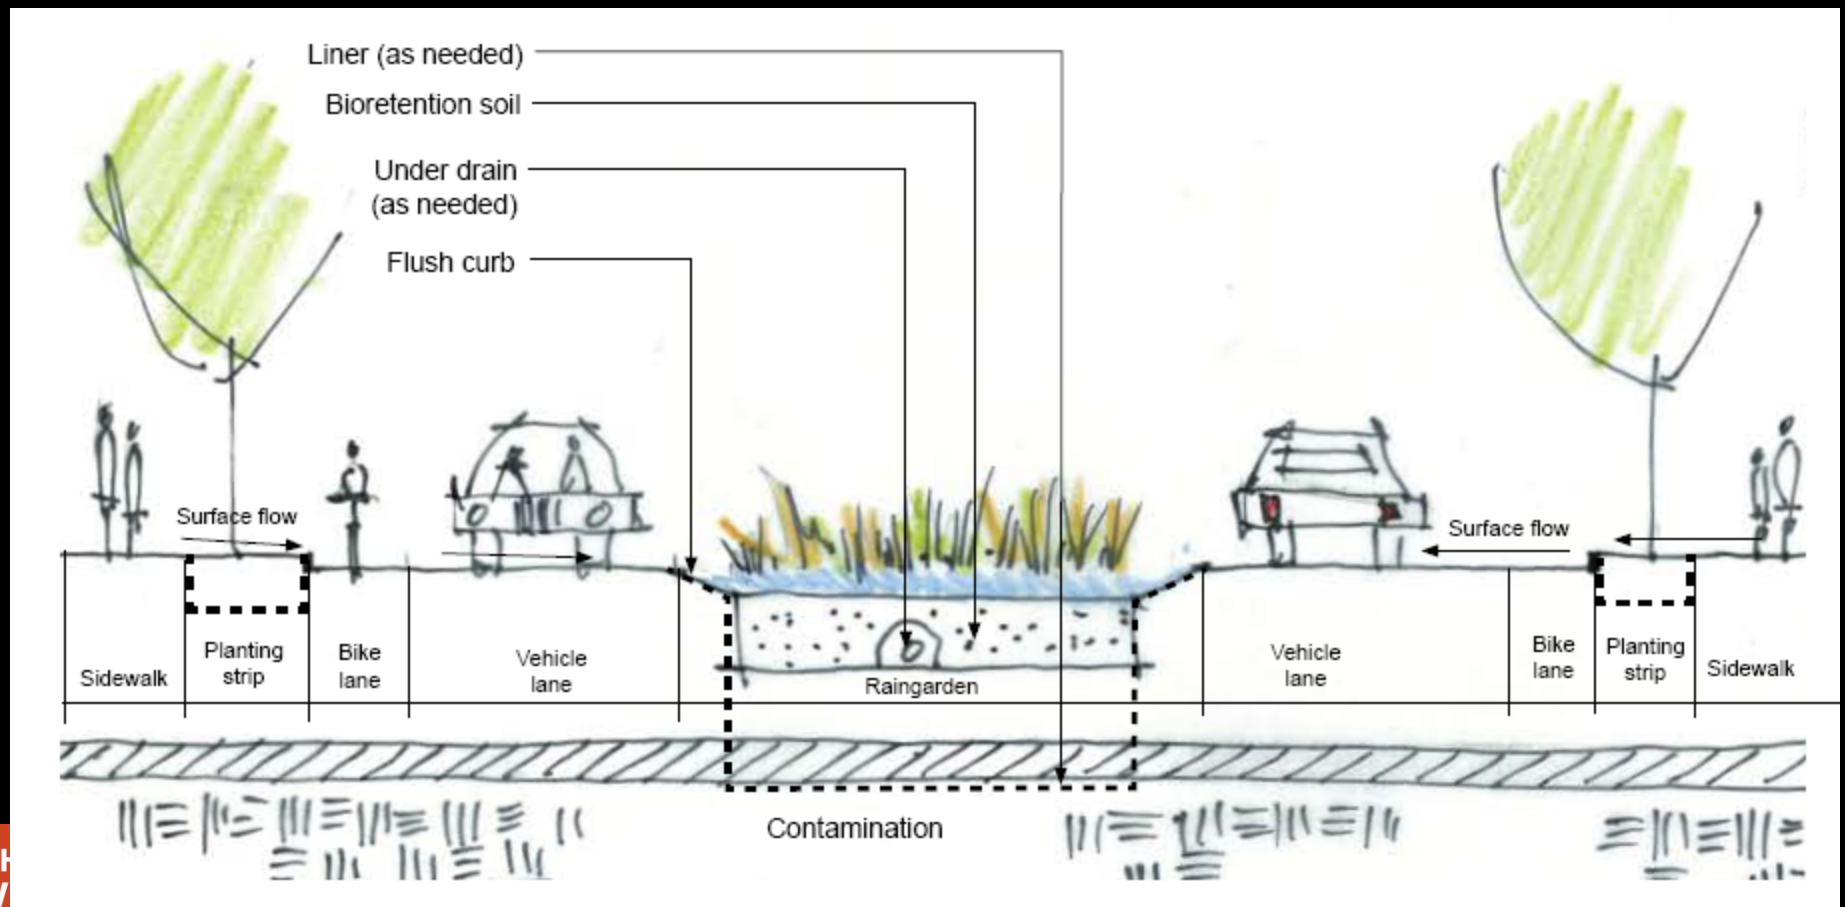 Liner (as needed)
Bioretention soil
Under drain
(as needed)
Flush curb
Surface flow
Surface flow
Sidewalk
Planting
strip
Bike
lane
Vehicle
lane
Raingarden
Vehicle
lane
Bike
lane
Planting
strip
Sidewalk
Contamination